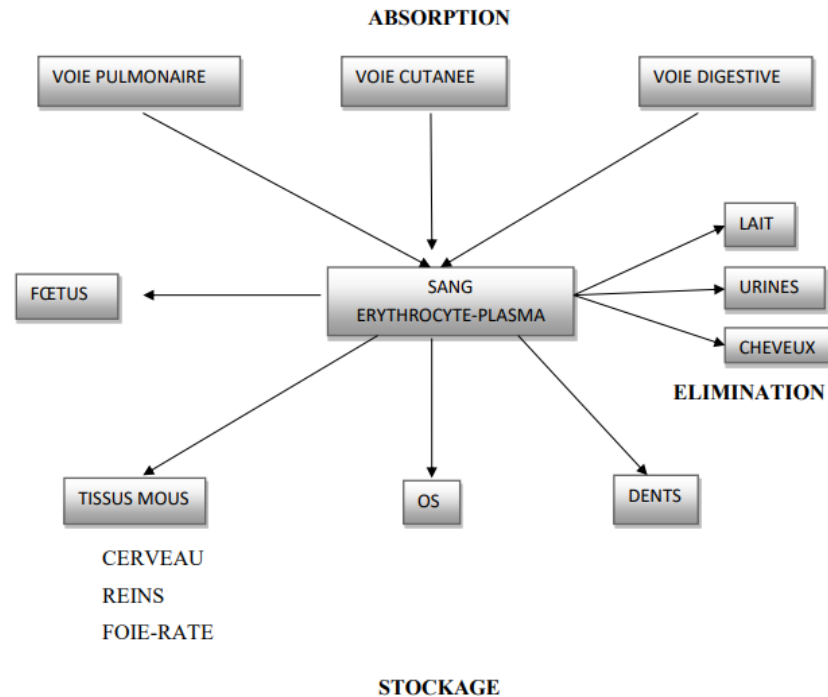 ABSORPTION
VOIE PULMONAIRE
VOIE CUTANEE
VOIE DIGESTIVE
LAIT
FŒTUS
SANG
ERYTHROCYTE-PLASMA
URINES
CHEVEUX
ELIMINATION
TISSUS MOUS
OS
DENTS
CERVEAU
REINS
FOIE-RATE
STOCKAGE